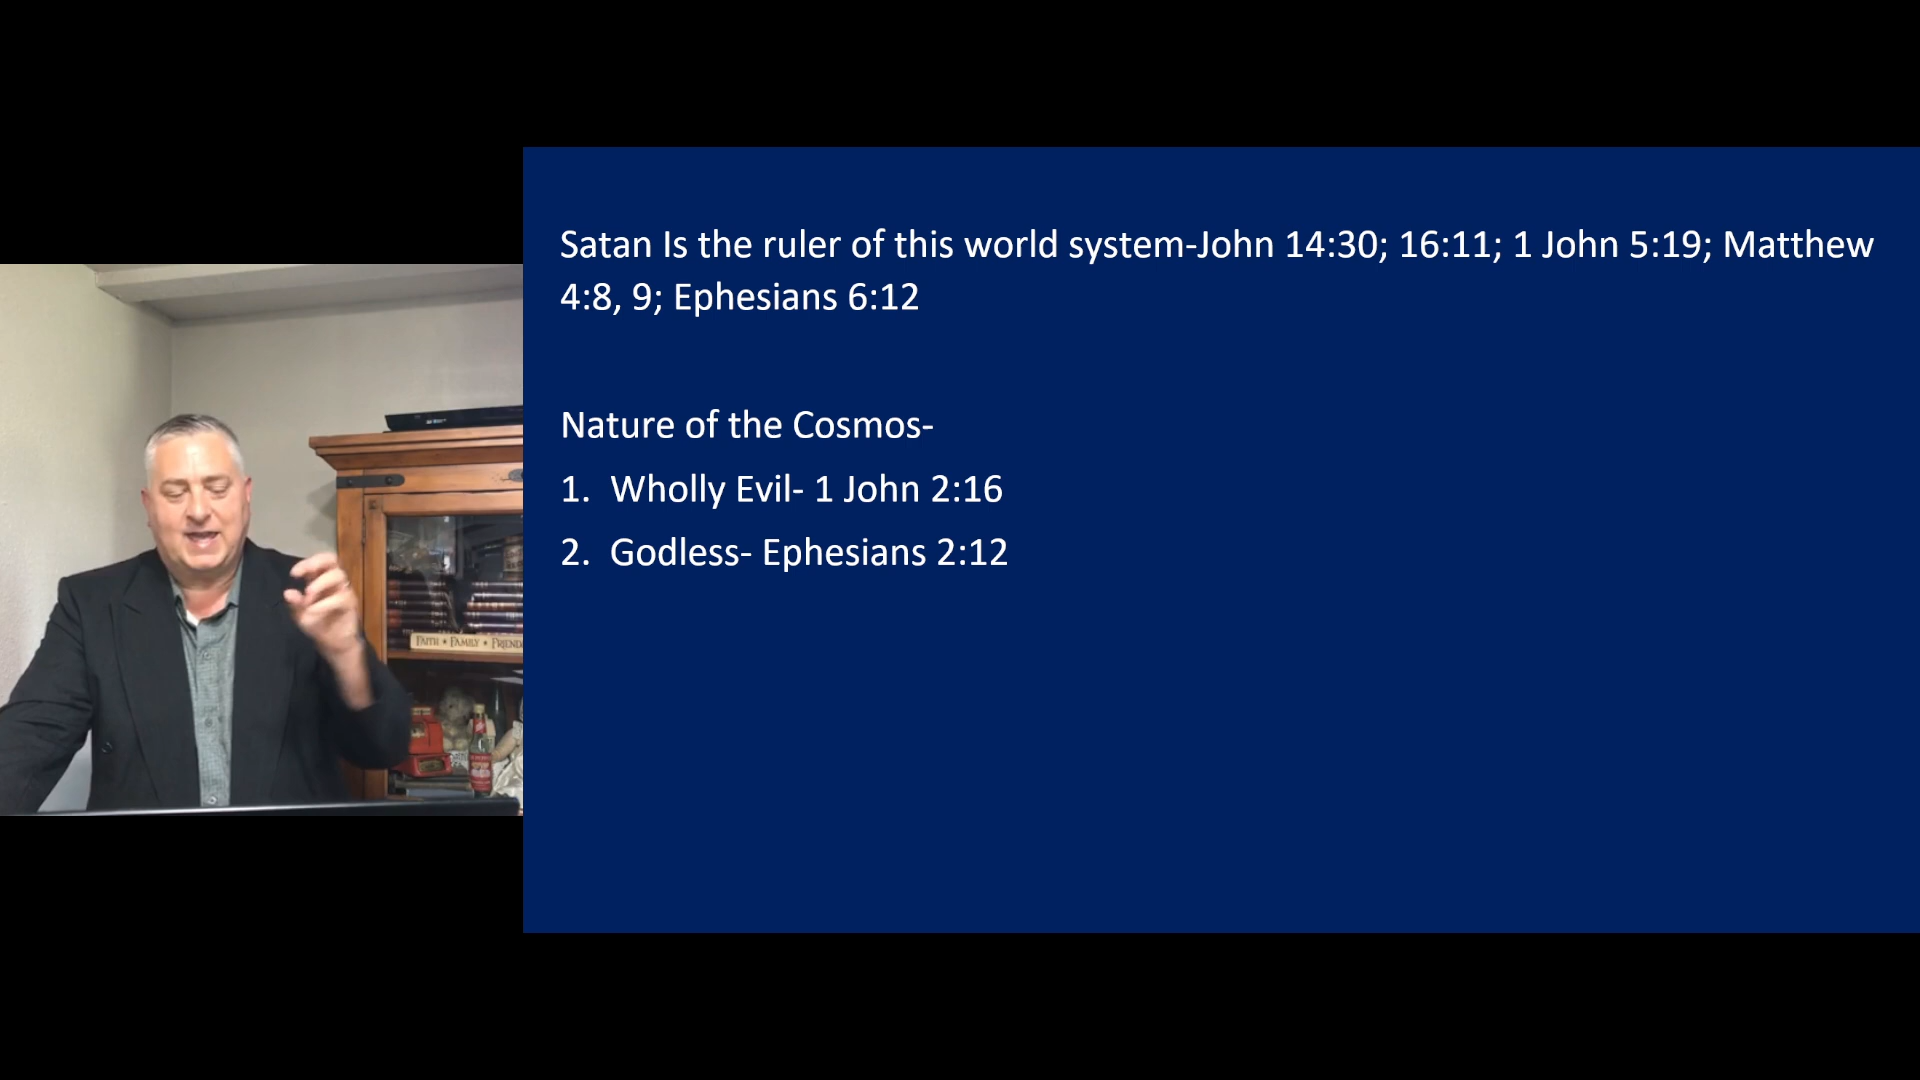 Satan Is the ruler of this world system-John 14:30; 16:11; 1 John 5:19; Matthew
4:8, 9; Ephesians 6:12
Nature of the Cosmos-
1. Wholly Evil- 1 John 2:16
2. Godless- Ephesians 2:12
FAITH * FAMILY * FRIEND